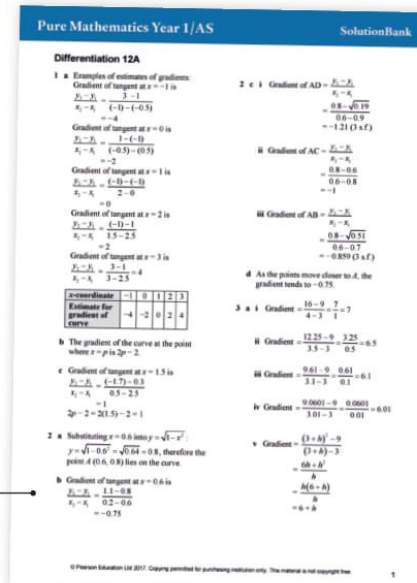 Pure Mathematics Year 1/AS
SolutionBank
Differentiation 12A
1 a Examples of estimates of gradients:
Gradient of tangent at x = −1 is
(y₂ − y₁)/(x₂ − x₁) = (3 − 1)/((−1) − (−0.5))
= −4
Gradient of tangent at x = 0 is
(y₂ − y₁)/(x₂ − x₁) = (1 − (−1))/((−0.5) − (0.5))
= −2
Gradient of tangent at x = 1 is
(y₂ − y₁)/(x₂ − x₁) = ((−1) − (−1))/(2 − 0)
= 0
Gradient of tangent at x = 2 is
(y₂ − y₁)/(x₂ − x₁) = ((−1) − 1)/(1.5 − 2.5)
= 2
Gradient of tangent at x = 3 is
(y₂ − y₁)/(x₂ − x₁) = (3 − 1)/(3 − 2.5) = 4
x-coordinate −1 0 1 2 3
Estimate for gradient of curve −4 −2 0 2 4
b The gradient of the curve at the point
where x = p is 2p − 2.
c Gradient of tangent at x = 1.5 is
(y₂ − y₁)/(x₂ − x₁) = ((−1.7) − 0.3)/(0.5 − 2.5)
= 1
2p − 2 = 2(1.5) − 2 = 1
2 a Substituting x = 0.6 into y = √(1 − x²):
y = √(1 − 0.6²) = √0.64 = 0.8, therefore the
point A (0.6, 0.8) lies on the curve.
b Gradient of tangent at x = 0.6 is
(y₂ − y₁)/(x₂ − x₁) = (1.1 − 0.8)/(0.2 − 0.6)
= −0.75
2 c i Gradient of AD = (y₂ − y₁)/(x₂ − x₁)
= (0.8 − √0.19)/(0.6 − 0.9)
= −1.21 (3 s.f.)
ii Gradient of AC = (y₂ − y₁)/(x₂ − x₁)
= (0.8 − 0.6)/(0.6 − 0.8)
= −1
iii Gradient of AB = (y₂ − y₁)/(x₂ − x₁)
= (0.8 − √0.51)/(0.6 − 0.7)
= −0.859 (3 s.f.)
d As the points move closer to A, the
gradient tends to −0.75.
3 a i Gradient = (16 − 9)/(4 − 3) = 7/1 = 7
ii Gradient = (12.25 − 9)/(3.5 − 3) = 3.25/0.5 = 6.5
iii Gradient = (9.61 − 9)/(3.1 − 3) = 0.61/0.1 = 6.1
iv Gradient = (9.0601 − 9)/(3.01 − 3) = 0.0601/0.01 = 6.01
v Gradient = ((3 + h)² − 9)/((3 + h) − 3)
= (6h + h²)/h
= h(6 + h)/h
= 6 + h
© Pearson Education Ltd 2017. Copying permitted for purchasing institution only. This material is not copyright free.
1